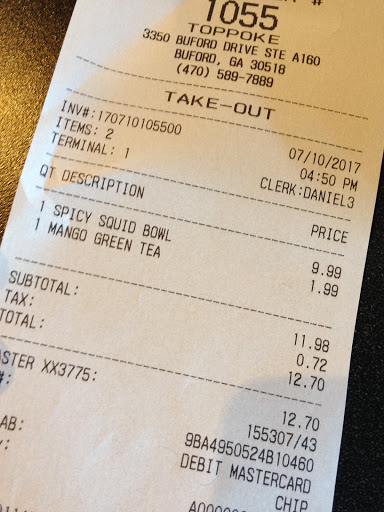 #
1055
TOPPOKE
3350 BUFORD DRIVE STE A160
BUFORD, GA 30518
(470) 589-7889
TAKE-OUT
INV#:170710105500 07/10/2017
ITEMS: 2 04:50 PM
TERMINAL: 1 CLERK:DANIEL3
QT DESCRIPTION PRICE
1 SPICY SQUID BOWL 9.99
1 MANGO GREEN TEA 1.99
SUBTOTAL: 11.98
TAX: 0.72
TOTAL: 12.70
ASTER XX3775: 12.70
#: 155307/43
AB: 9BA4950524B10460
: DEBIT MASTERCARD
CHIP